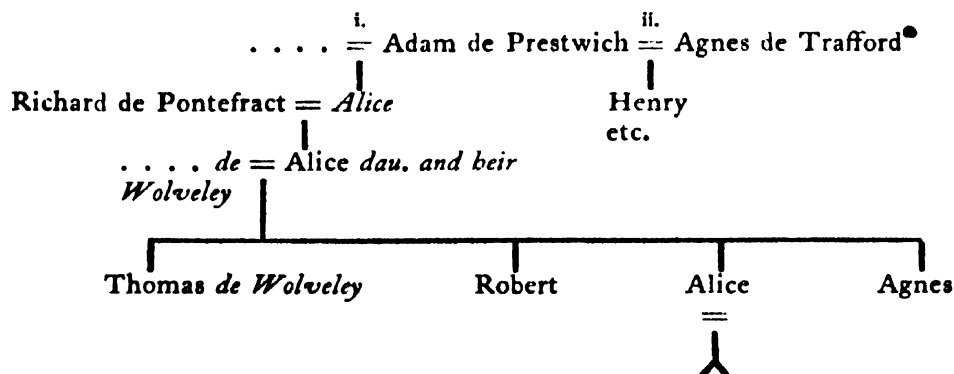 i. ii.
. . . . = Adam de Prestwich = Agnes de Trafford
Richard de Pontefract = Alice Henry
etc.
. . . . de = Alice dau. and heir
Wolveley
Thomas de Wolveley Robert Alice Agnes
=